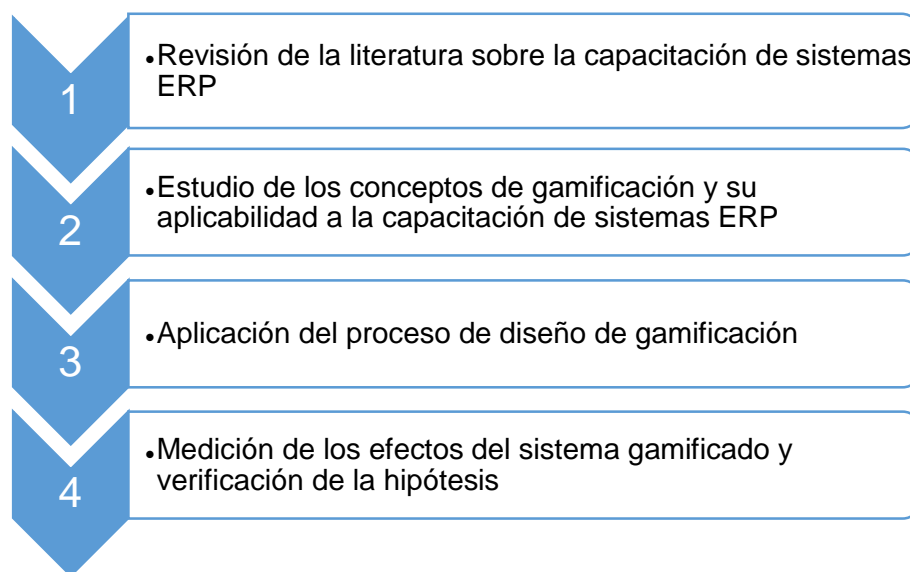 1
•Revisión de la literatura sobre la capacitación de sistemas
ERP
2
•Estudio de los conceptos de gamificación y su
aplicabilidad a la capacitación de sistemas ERP
3
•Aplicación del proceso de diseño de gamificación
4
•Medición de los efectos del sistema gamificado y
verificación de la hipótesis